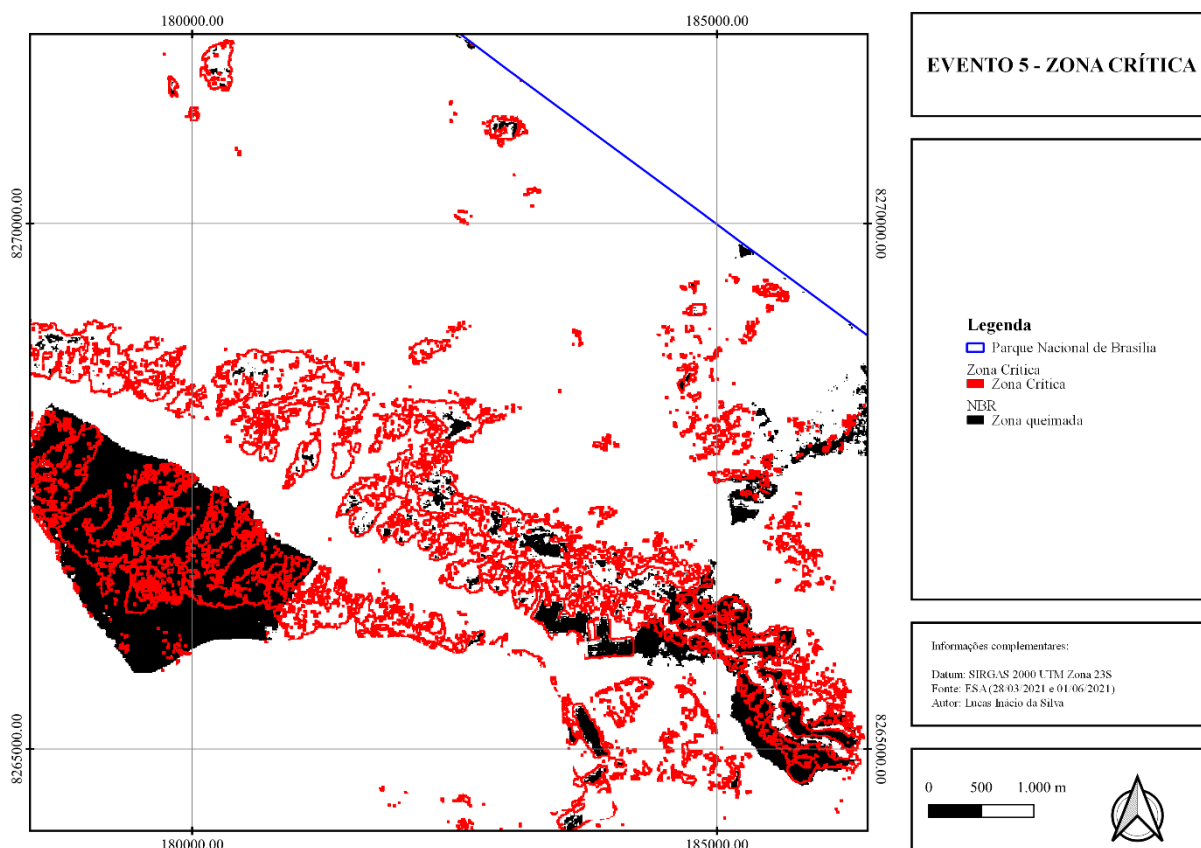 180000.00
185000.00
EVENTO 5 - ZONA CRÍTICA
8270000.00
8270000.00
Legenda
Parque Nacional de Brasília
Zona Crítica
Zona Crítica
NBR
Zona queimada
Informações complementares:
Datum: SIRGAS 2000 UTM Zona 23S
Fonte: ESA (28/03/2021 e 01/06/2021)
Autor: Lucas Inácio da Silva
8265000.00
8265000.00
0 500 1.000 m
180000.00
185000.00